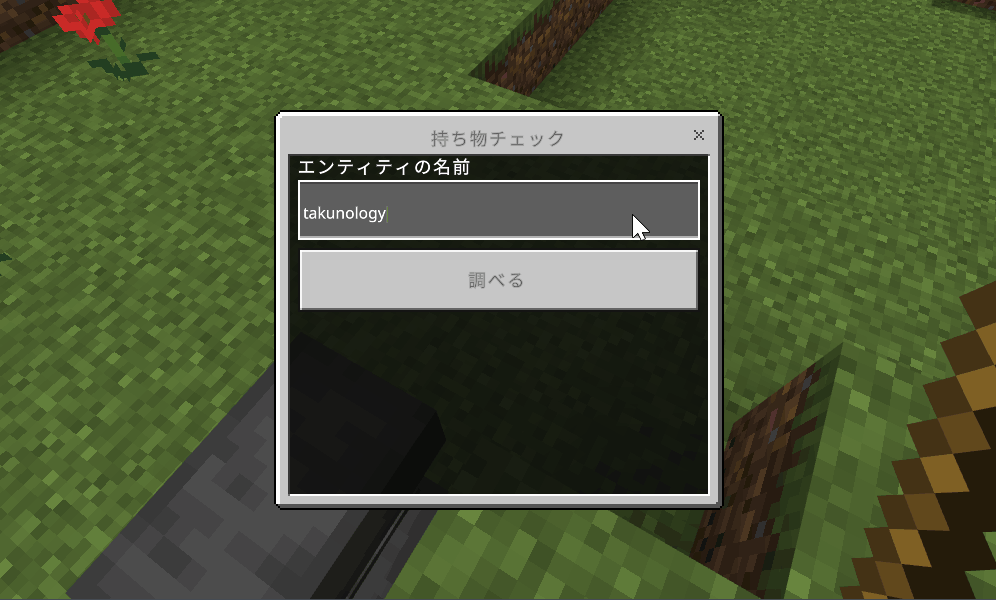 持ち物チェック
エンティティの名前
takunology
調べる